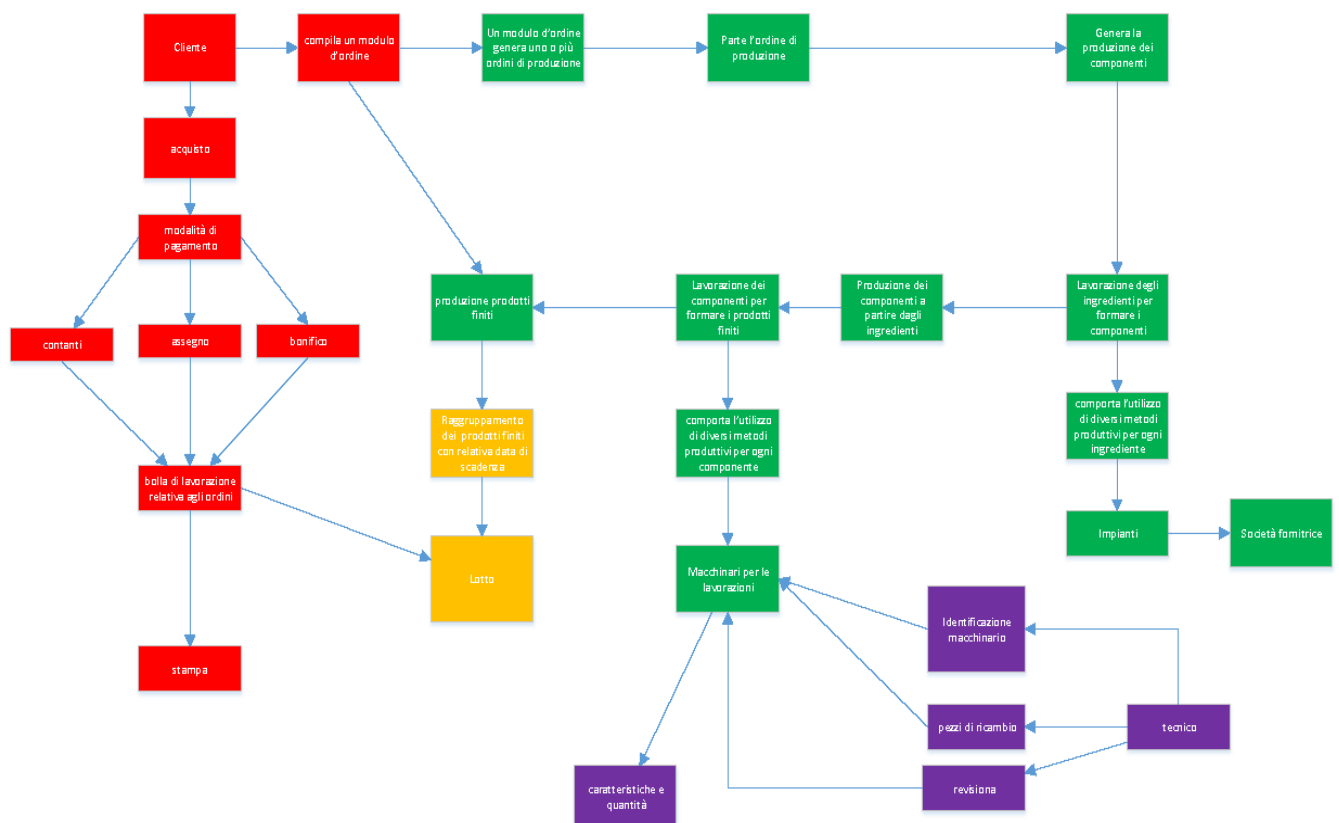 Cliente
compila un modulo
d'ordine
Un modulo d'ordine
genera uno o più
ordini di produzione
Parte l'ordine di
produzione
Genera la
produzione dei
componenti
acquisto
modalità di
pagamento
contanti
assegno
bonifico
produzione prodotti
finiti
Lavorazione dei
componenti per
formare i prodotti
finiti
Produzione dei
componenti a
partire dagli
ingredienti
Lavorazione degli
ingredienti per
formare i
componenti
Raggruppamento
dei prodotti finiti
con relativa data di
scadenza
comporta l'utilizzo
di diversi metodi
produttivi per ogni
componente
comporta l'utilizzo
di diversi metodi
produttivi per ogni
ingrediente
bolla di lavorazione
relativa agli ordini
Lotto
Impianti
Società fornitrice
Macchinari per le
lavorazioni
Identificazione
macchinario
stampa
pezzi di ricambio
tecnico
caratteristiche e
quantità
revisiona